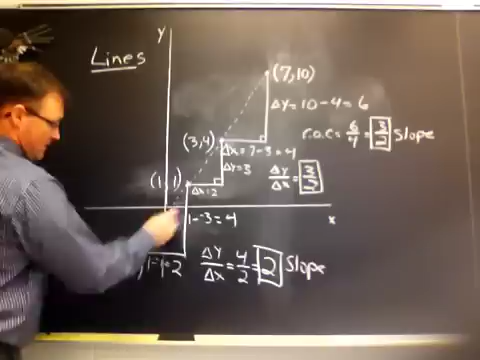 y
Lines
(7,10)
Δy=10-4=6
r.o.c=6/4=3/2 Slope
(3,4)
Δx=7-3=4
Δy=3
Δy/Δx=3/2
(1,1)
Δx=2
x
1--3=4
1--1=2
Δy/Δx=4/2=2 Slope